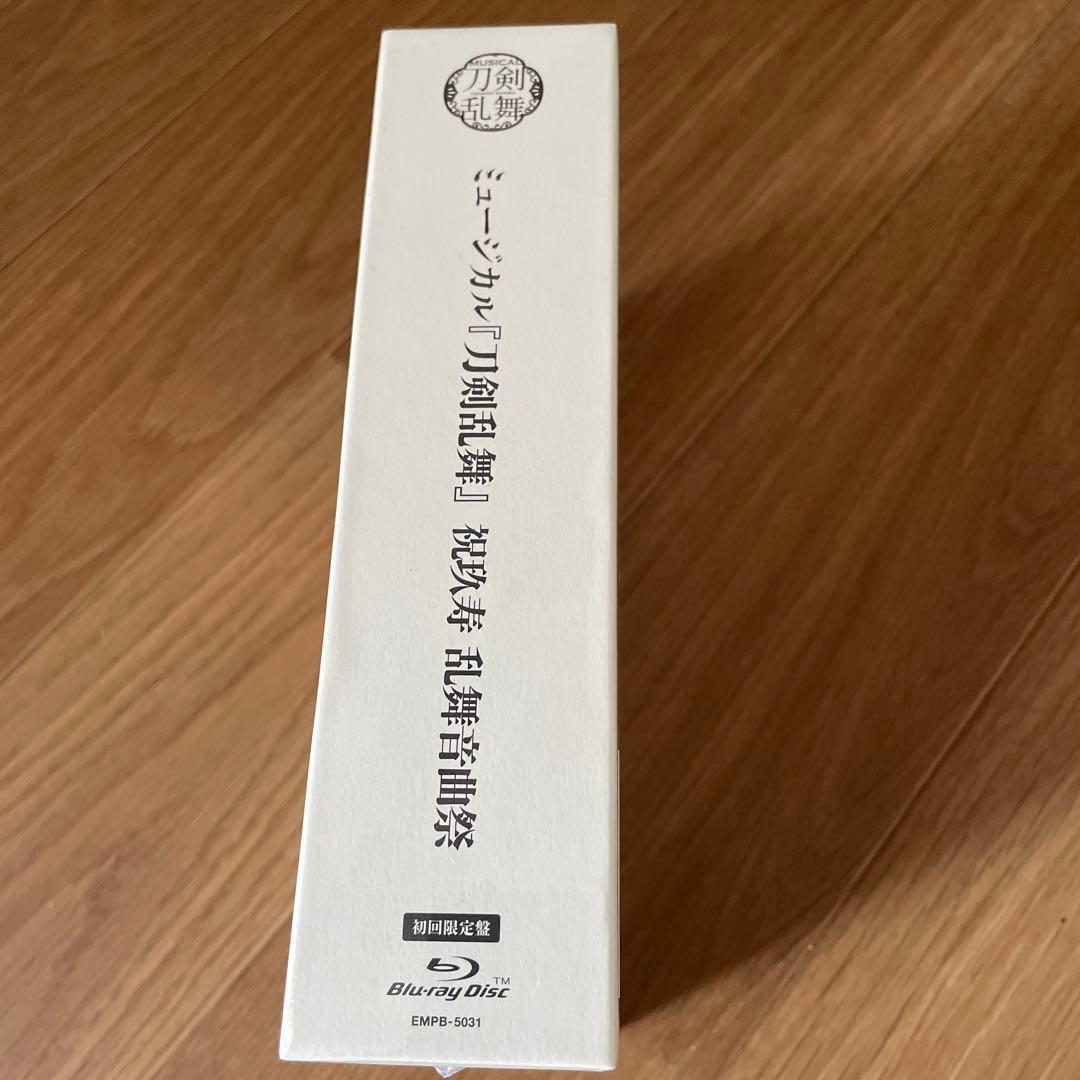 MUSICAL
刀剣
乱舞
ミュージカル『刀剣乱舞』 祝玖寿 乱舞音曲祭
初回限定盤
Blu-ray Disc™
EMPB-5031